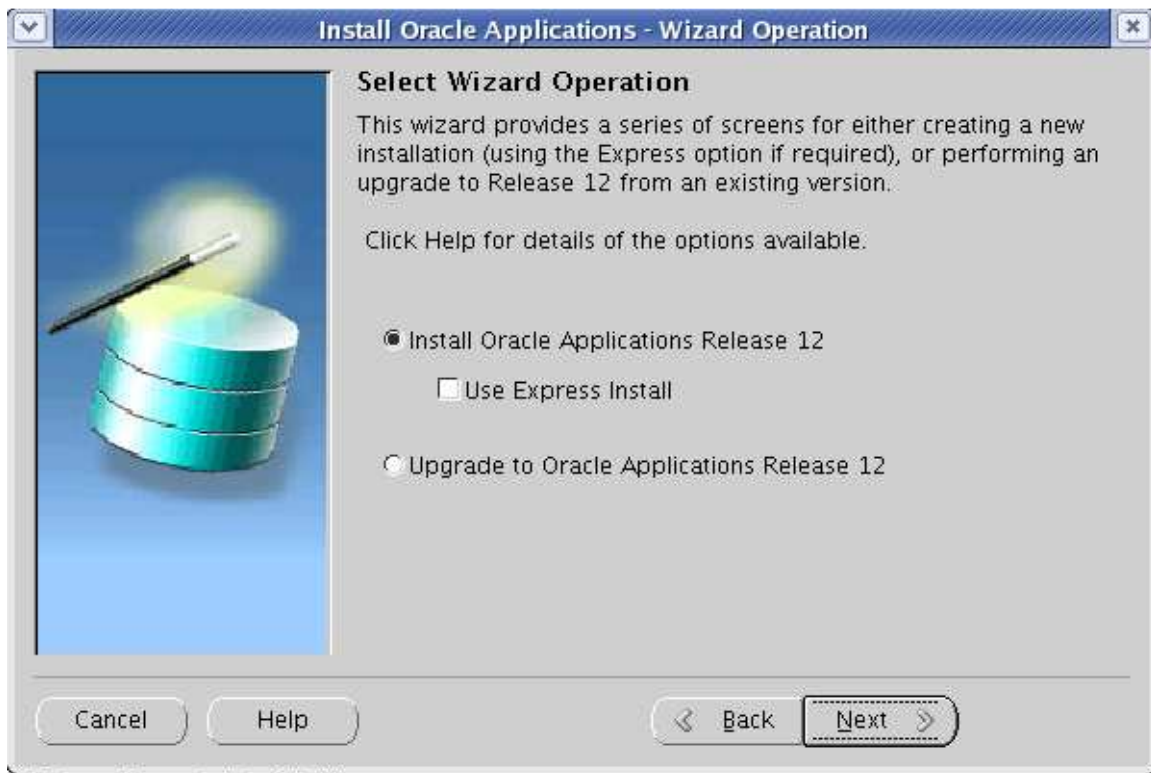 Install Oracle Applications - Wizard Operation
Select Wizard Operation
This wizard provides a series of screens for either creating a new
installation (using the Express option if required), or performing an
upgrade to Release 12 from an existing version.
Click Help for details of the options available.
Install Oracle Applications Release 12
Use Express Install
Upgrade to Oracle Applications Release 12
Cancel Help Back Next